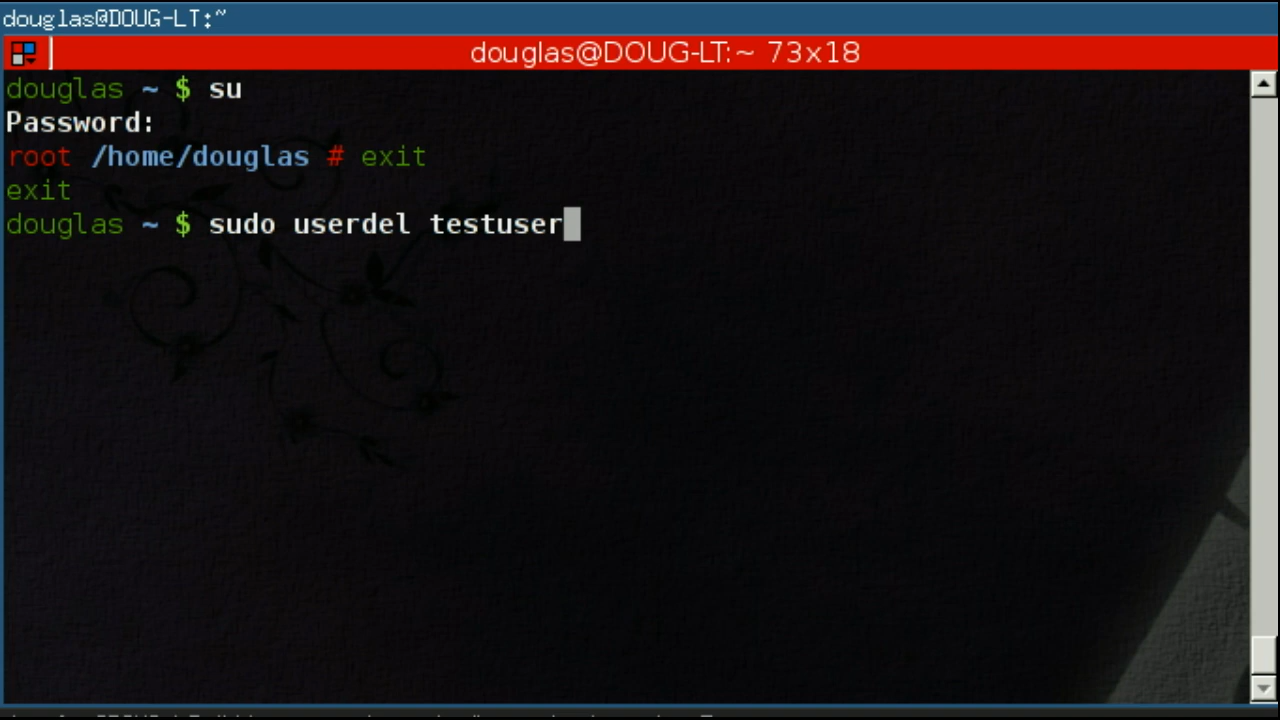 douglas@DOUG-LT:~
douglas@DOUG-LT: ~ 73x18
douglas ~ $ su
Password:
root /home/douglas # exit
exit
douglas ~ $ sudo userdel testuser